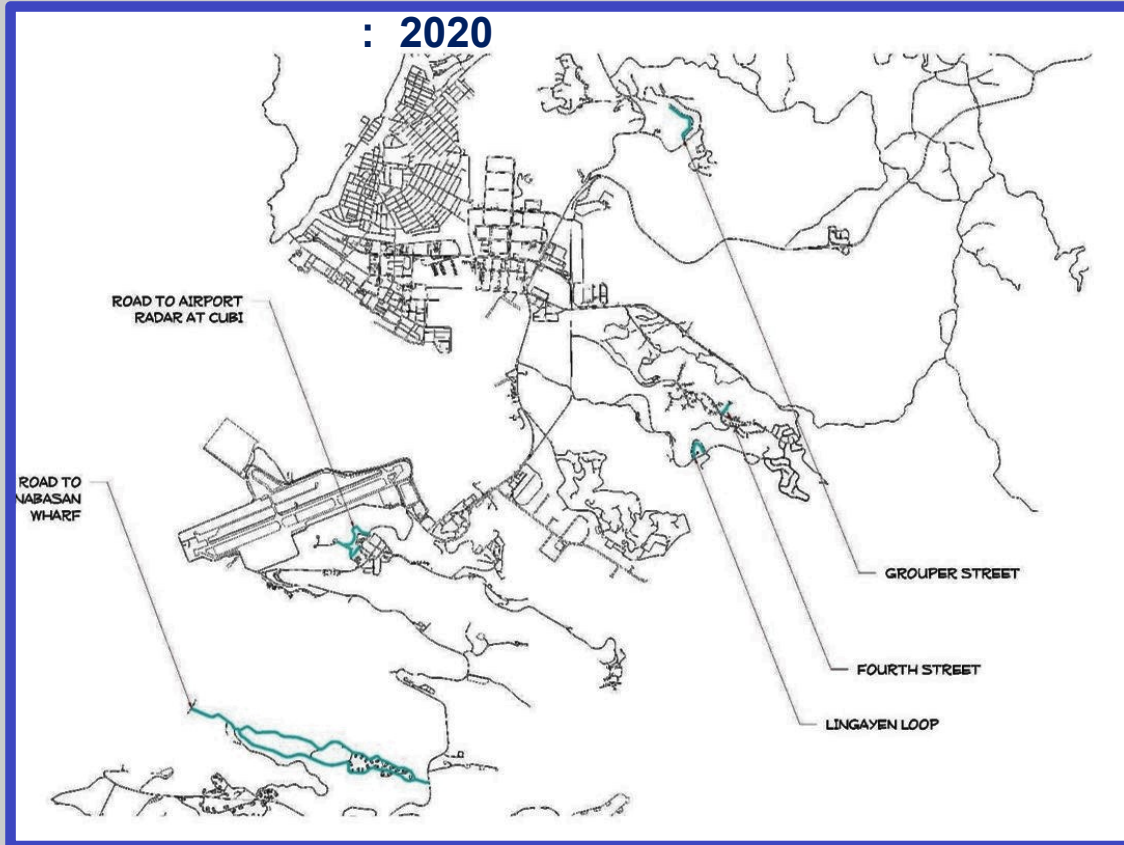 : 2020
ROAD TO AIRPORT
RADAR AT CUBI
ROAD TO
NABASAN
WHARF
GROUPER STREET
FOURTH STREET
LINGAYEN LOOP